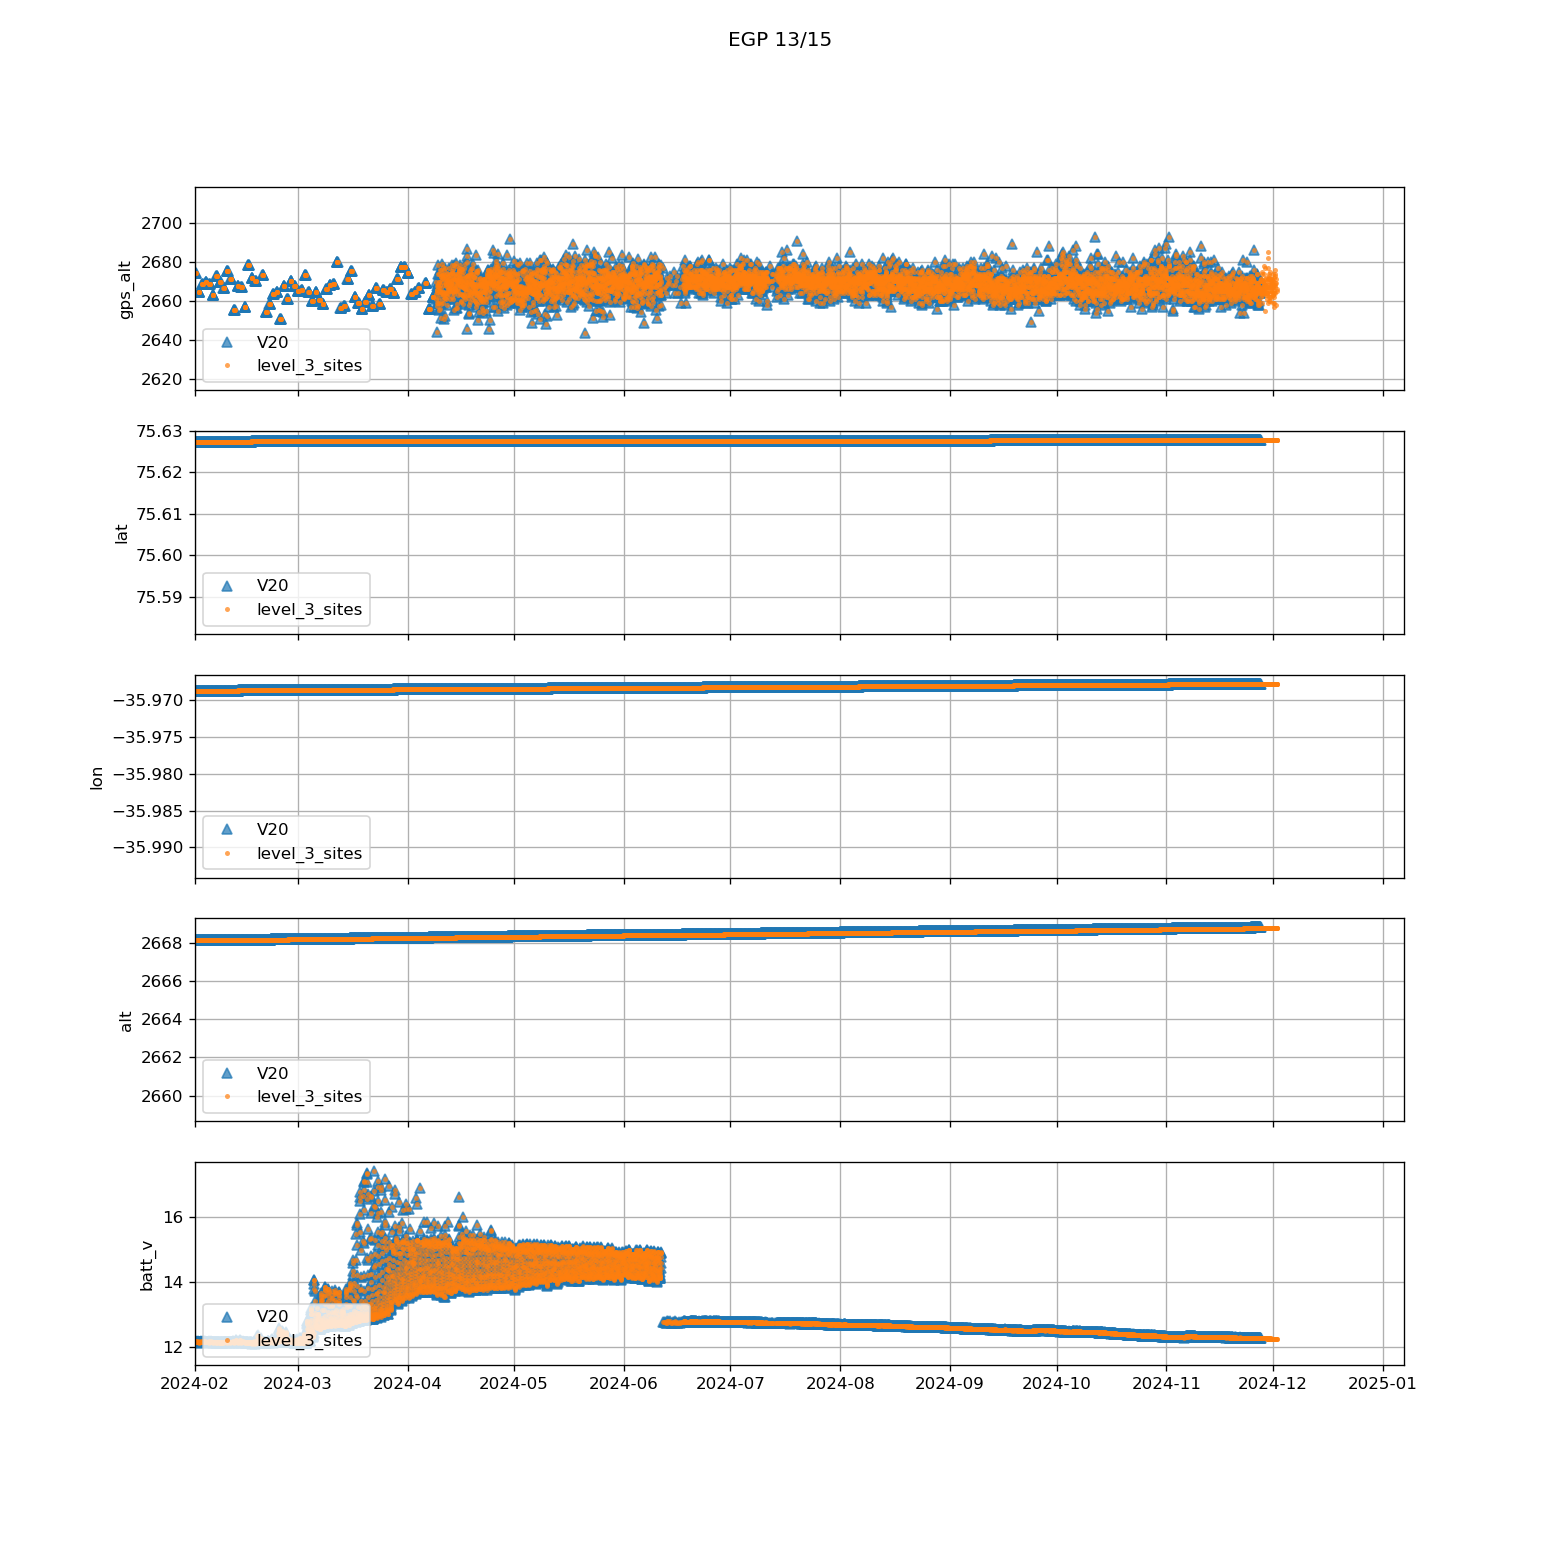 EGP 13/15
gps_alt
2700
2680
2660
2640
2620
V20
level_3_sites
lat
75.63
75.62
75.61
75.60
75.59
V20
level_3_sites
lon
−35.970
−35.975
−35.980
−35.985
−35.990
V20
level_3_sites
alt
2668
2666
2664
2662
2660
V20
level_3_sites
batt_v
16
14
12
V20
level_3_sites
2024-02 2024-03 2024-04 2024-05 2024-06 2024-07 2024-08 2024-09 2024-10 2024-11 2024-12 2025-01